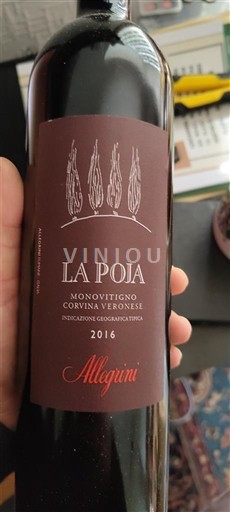 VINIOU
LA POJA
MONOVITIGNO
CORVINA VERONESE
INDICAZIONE GEOGRAFICA TIPICA
2016
Allegrini